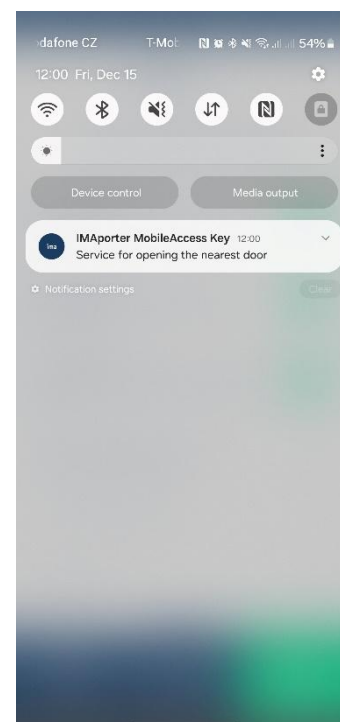 dafone CZ T-Mob 54%
12:00 Fri, Dec 15
Device control Media output
ima IMAporter MobileAccess Key 12:00
Service for opening the nearest door
Notification settings Clear